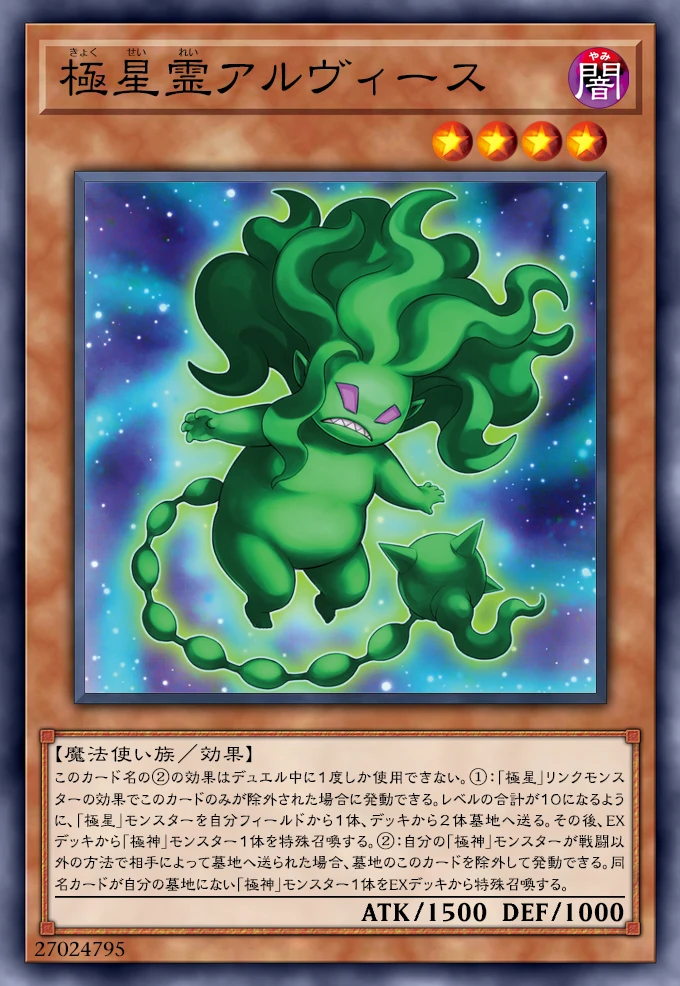 きょく せい れい
極星霊アルヴィース
やみ
闇
【魔法使い族／効果】
このカード名の②の効果はデュエル中に1度しか使用できない。①：「極星」リンクモンス
ターの効果でこのカードのみが除外された場合に発動できる。レベルの合計が10になるよう
に、「極星」モンスターを自分フィールドから1体、デッキから2体墓地へ送る。その後、EX
デッキから「極神」モンスター1体を特殊召喚する。②：自分の「極神」モンスターが戦闘以
外の方法で相手によって墓地へ送られた場合、墓地のこのカードを除外して発動できる。同
名カードが自分の墓地にない「極神」モンスター1体をEXデッキから特殊召喚する。
ATK/1500 DEF/1000
27024795